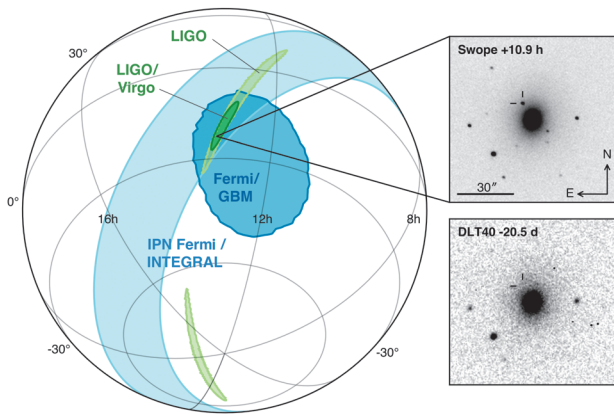 30°
LIGO
LIGO/
Virgo
Fermi/
GBM
0°
16h
12h
8h
IPN Fermi /
INTEGRAL
-30°
-30°
Swope +10.9 h
30"
N
E
DLT40 -20.5 d